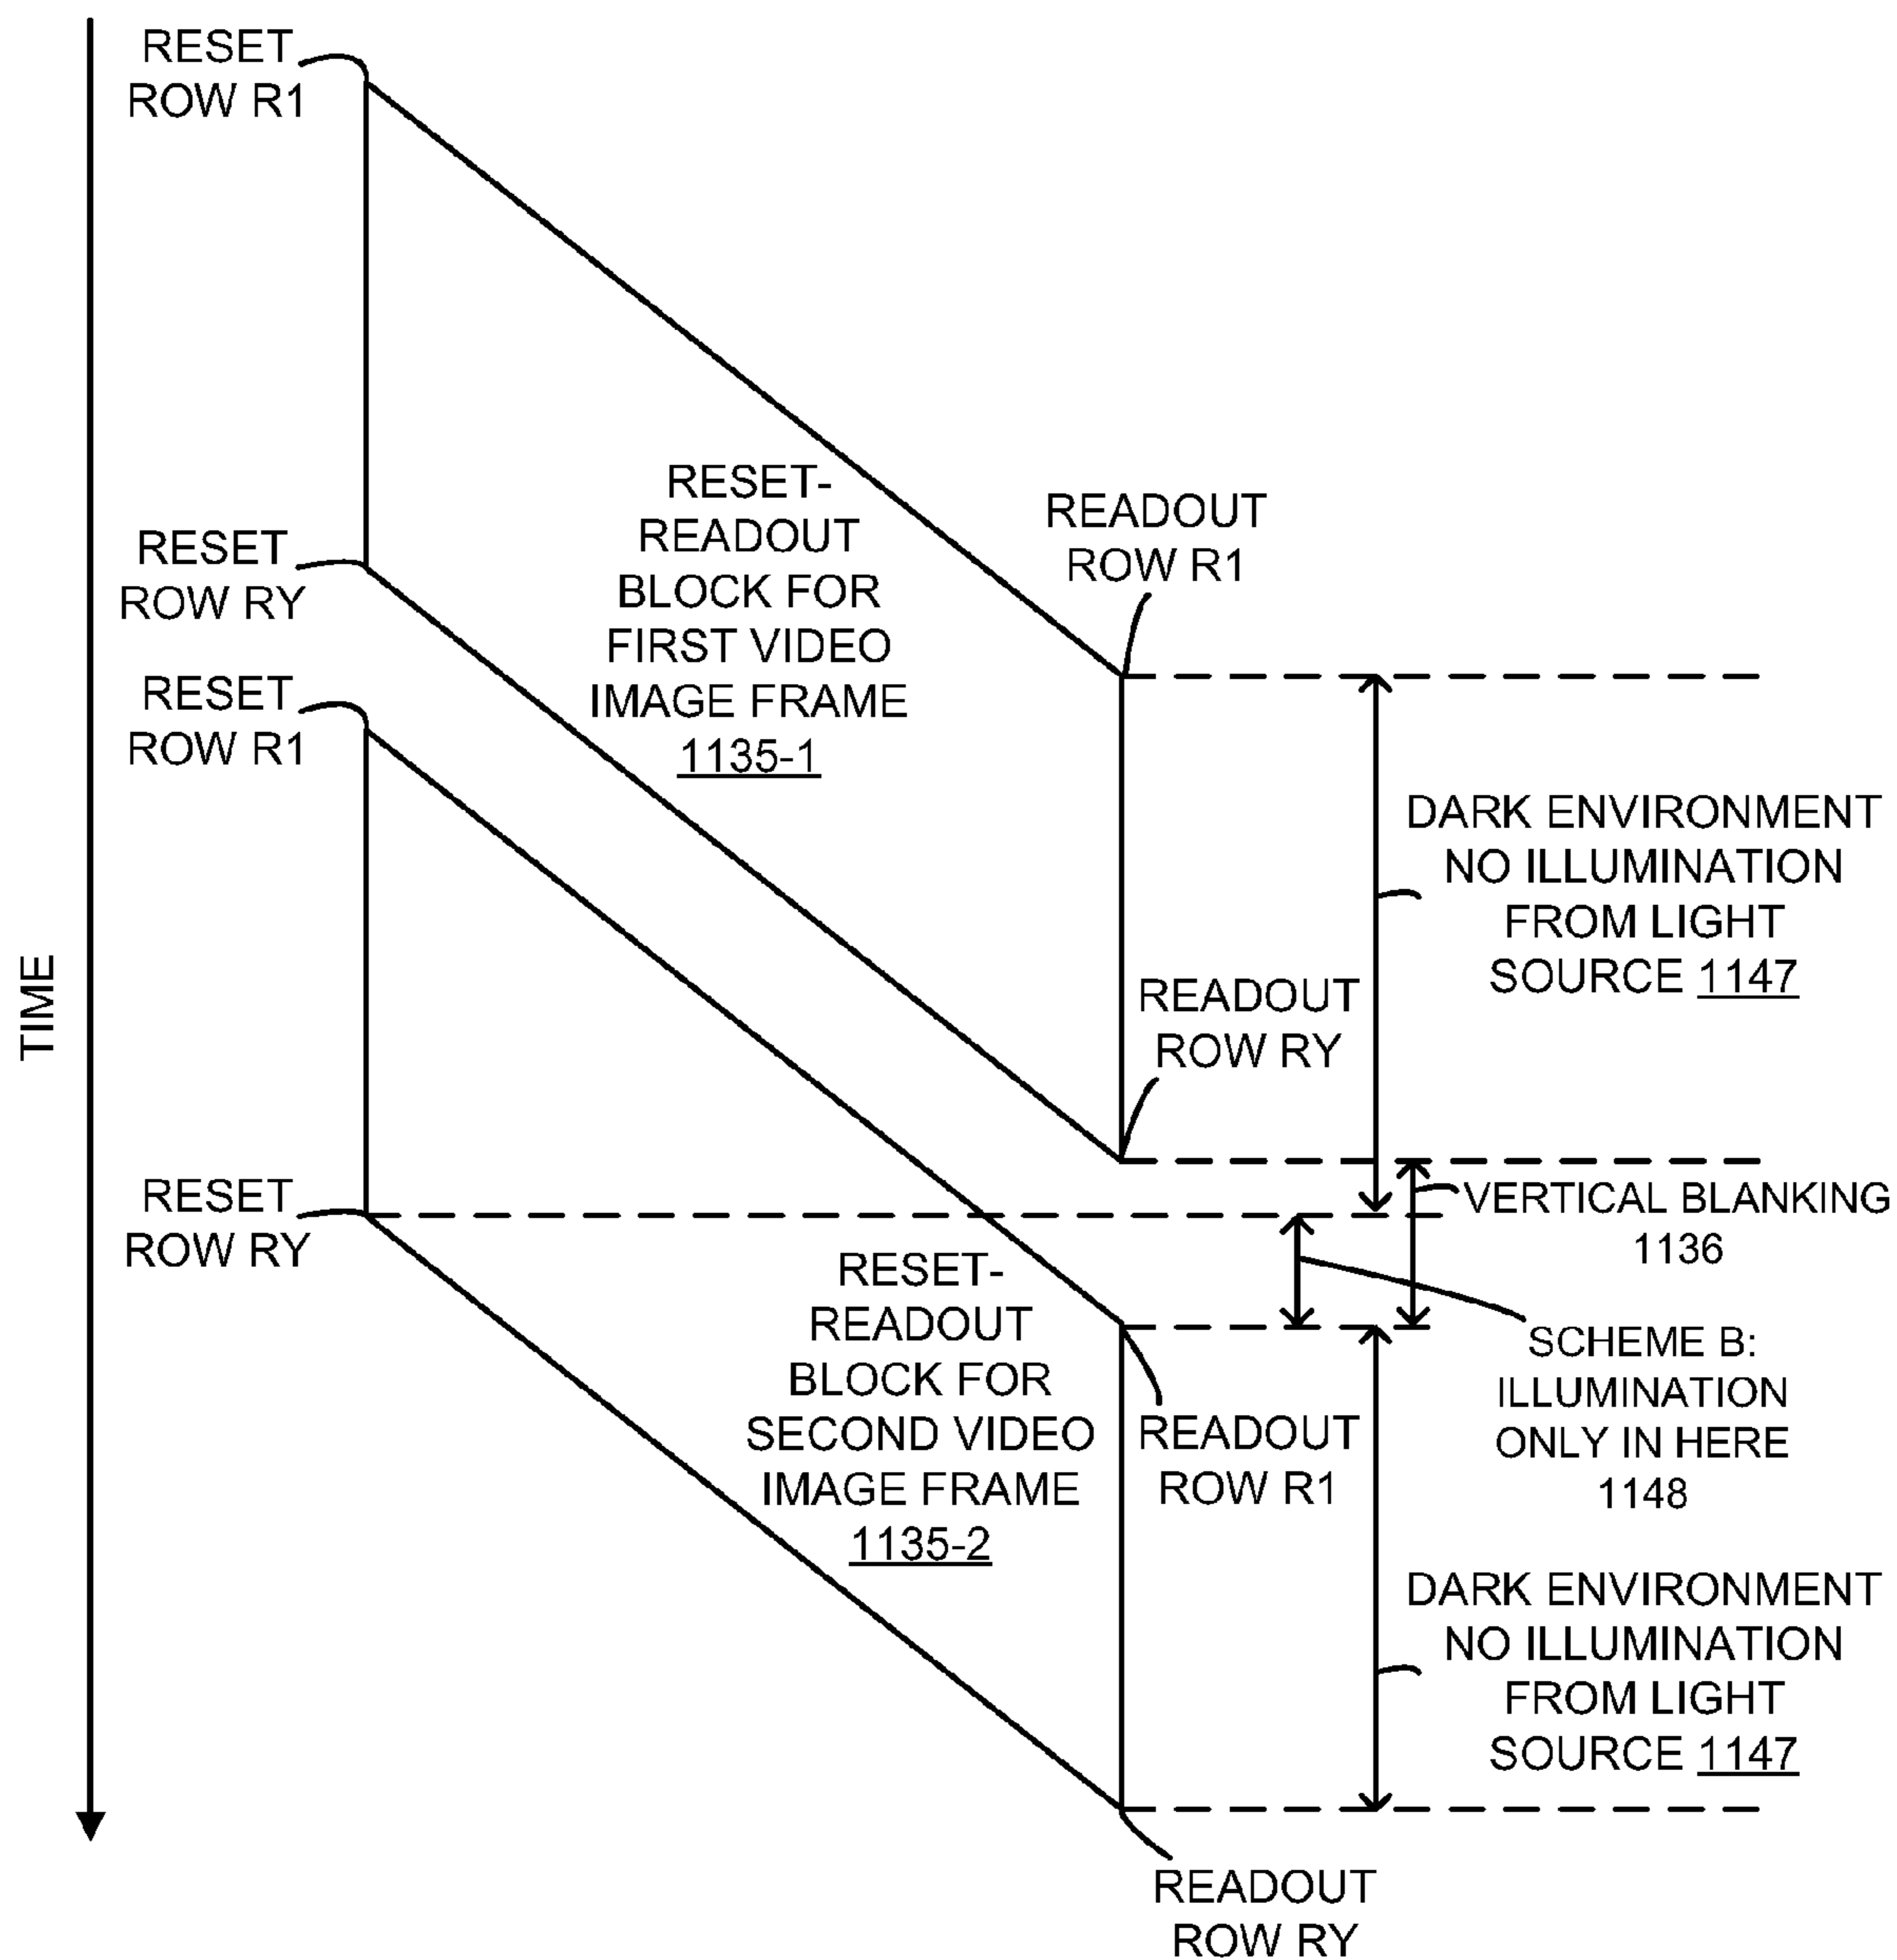 RESET
ROW R1
RESET-
READOUT
BLOCK FOR
FIRST VIDEO
IMAGE FRAME
1135-1
READOUT
ROW R1
RESET
ROW RY
RESET
ROW R1
DARK ENVIRONMENT
NO ILLUMINATION
FROM LIGHT
SOURCE 1147
TIME
READOUT
ROW RY
RESET
ROW RY
VERTICAL BLANKING
1136
RESET-
READOUT
BLOCK FOR
SECOND VIDEO
IMAGE FRAME
1135-2
READOUT
ROW R1
SCHEME B:
ILLUMINATION
ONLY IN HERE
1148
DARK ENVIRONMENT
NO ILLUMINATION
FROM LIGHT
SOURCE 1147
READOUT
ROW RY